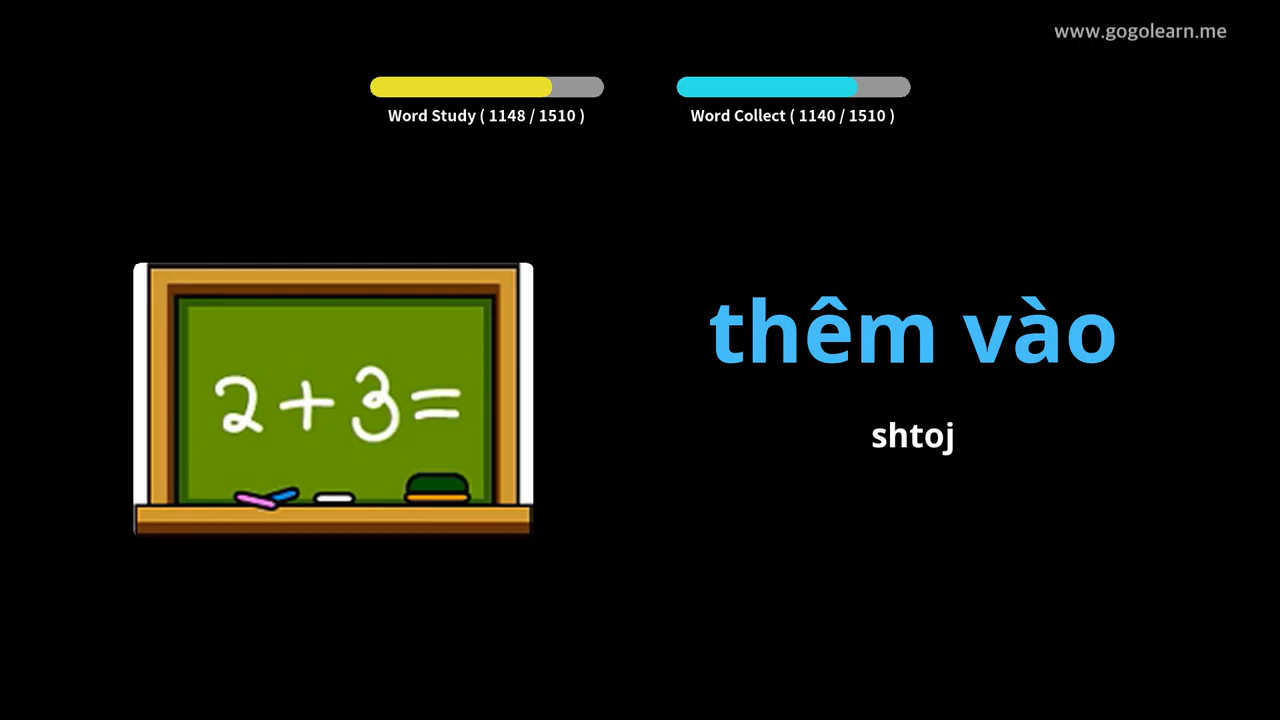 www.gogolearn.me
Word Study ( 1148 / 1510 )
Word Collect ( 1140 / 1510 )
2 + 3 =
thêm vào
shtoj